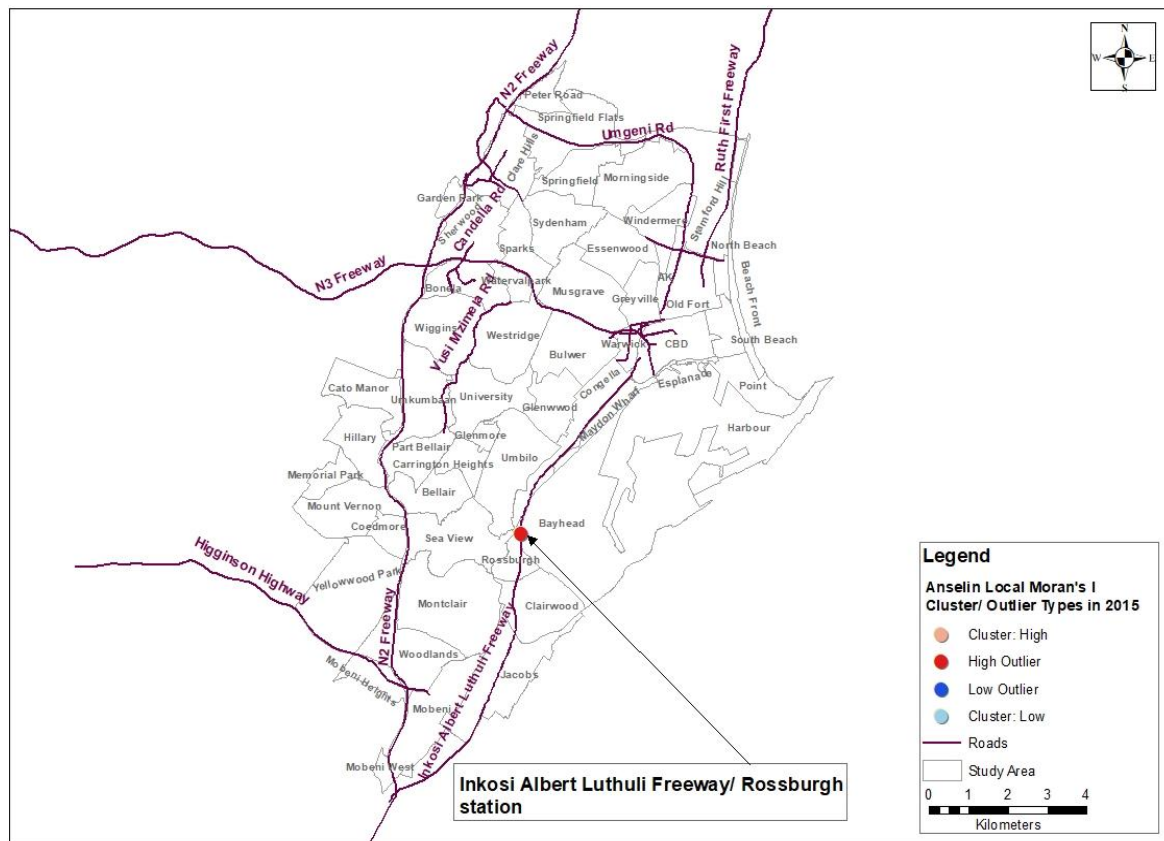 N
W
E
S
N2 Freeway
Ruth First Freeway
Peter Road
Springfield Flats
Umgeni Rd
Clare Hills
Springfield
Morningside
Garden Park
Sherwood
Candella Rd
Stamford Hill
Sydenham
Windermere
Sparks
Essenwood
North Beach
N3 Freeway
Watervalpark
AK
Beach Front
Bonela
Musgrave
Greyville
Old Fort
Wiggins
Vusi Mzimela Rd
Westridge
Warwick
CBD
South Beach
Bulwer
Congella
Esplanade
Point
Cato Manor
Umkumbaan
University
Glenwwod
Maydon Wharf
Harbour
Hillary
Glenmore
Part Bellair
Umbilo
Carrington Heights
Memorial Park
Bellair
Mount Vernon
Coedmore
Sea View
Bayhead
Higginson Highway
Rossburgh
Yellowwood Park
Montclair
Clairwood
N2 Freeway
Woodlands
Inkosi Albert Luthuli Freeway
Mobeni Heights
Jacobs
Mobeni
Mobeni West
Inkosi Albert Luthuli Freeway/ Rossburgh
station
Legend
Anselin Local Moran's I
Cluster/ Outlier Types in 2015
Cluster: High
High Outlier
Low Outlier
Cluster: Low
Roads
Study Area
0 1 2 3 4
Kilometers